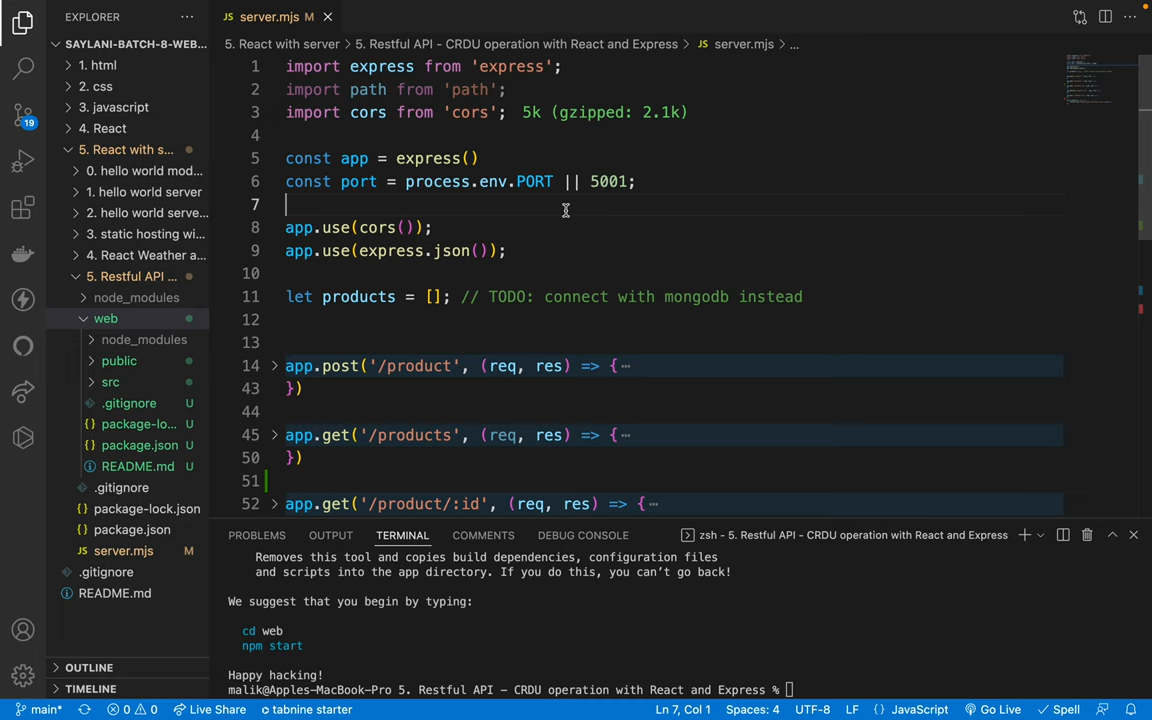 EXPLORER
SAYLANI-BATCH-8-WEB...
1. html
2. css
3. javascript
4. React
5. React with s...
0. hello world mod...
1. hello world server
2. hello world serve...
3. static hosting wi...
4. React Weather a...
5. Restful API ...
node_modules
web
node_modules
public
src
.gitignore U
package-lo... U
package.json U
README.md U
.gitignore
package-lock.json
package.json
server.mjs M
.gitignore
README.md
OUTLINE
TIMELINE
19
JS server.mjs M
5. React with server > 5. Restful API - CRDU operation with React and Express > JS server.mjs > ...
1 import express from 'express';
2 import path from 'path';
3 import cors from 'cors'; 5k (gzipped: 2.1k)
4
5 const app = express()
6 const port = process.env.PORT || 5001;
7
8 app.use(cors());
9 app.use(express.json());
10
11 let products = []; // TODO: connect with mongodb instead
12
13
14 app.post('/product', (req, res) => {…
43 })
44
45 app.get('/products', (req, res) => {…
50 })
51
52 app.get('/product/:id', (req, res) => {…
PROBLEMS OUTPUT TERMINAL COMMENTS DEBUG CONSOLE zsh - 5. Restful API - CRDU operation with React and Express
Removes this tool and copies build dependencies, configuration files
and scripts into the app directory. If you do this, you can't go back!
We suggest that you begin by typing:
cd web
npm start
Happy hacking!
malik@Apples-MacBook-Pro 5. Restful API - CRDU operation with React and Express %
main* 0 0 Live Share tabnine starter Ln 7, Col 1 Spaces: 4 UTF-8 LF {} JavaScript Go Live Spell